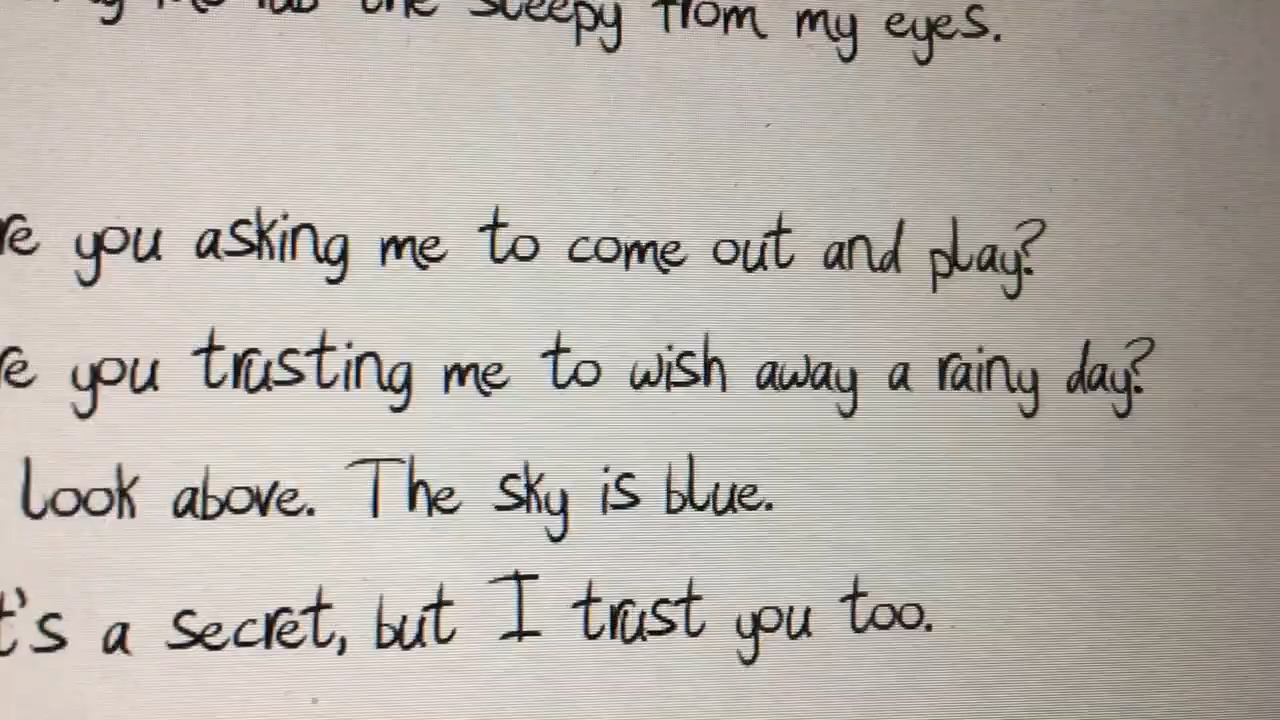 the sleepy from my eyes.
you asking me to come out and play?
you trusting me to wish away a rainy day?
look above. The sky is blue.
a secret, but I trust you too.